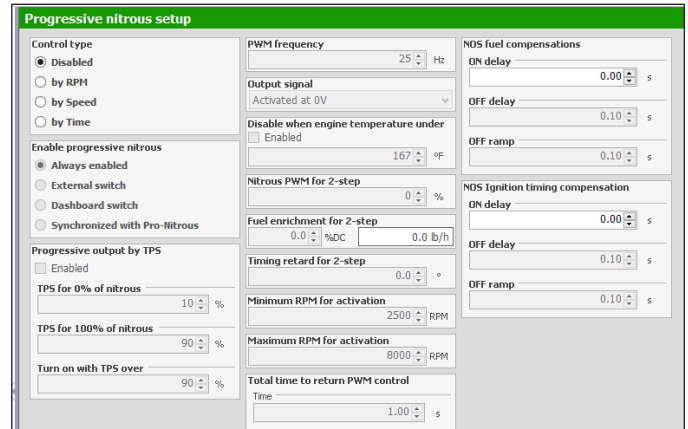 Progressive nitrous setup
Control type
Disabled
by RPM
by Speed
by Time
Enable progressive nitrous
Always enabled
External switch
Dashboard switch
Synchronized with Pro-Nitrous
Progressive output by TPS
Enabled
TPS for 0% of nitrous
10 %
TPS for 100% of nitrous
90 %
Turn on with TPS over
90 %
PWM frequency
25 Hz
Output signal
Activated at 0V
Disable when engine temperature under
Enabled
167 ºF
Nitrous PWM for 2-step
0 %
Fuel enrichment for 2-step
0.0 %DC 0.0 lb/h
Timing retard for 2-step
0.0 °
Minimum RPM for activation
2500 RPM
Maximum RPM for activation
8000 RPM
Total time to return PWM control
Time
1.00 s
NOS fuel compensations
ON delay
0.00 s
OFF delay
0.10 s
OFF ramp
0.10 s
NOS Ignition timing compensation
ON delay
0.00 s
OFF delay
0.10 s
OFF ramp
0.10 s